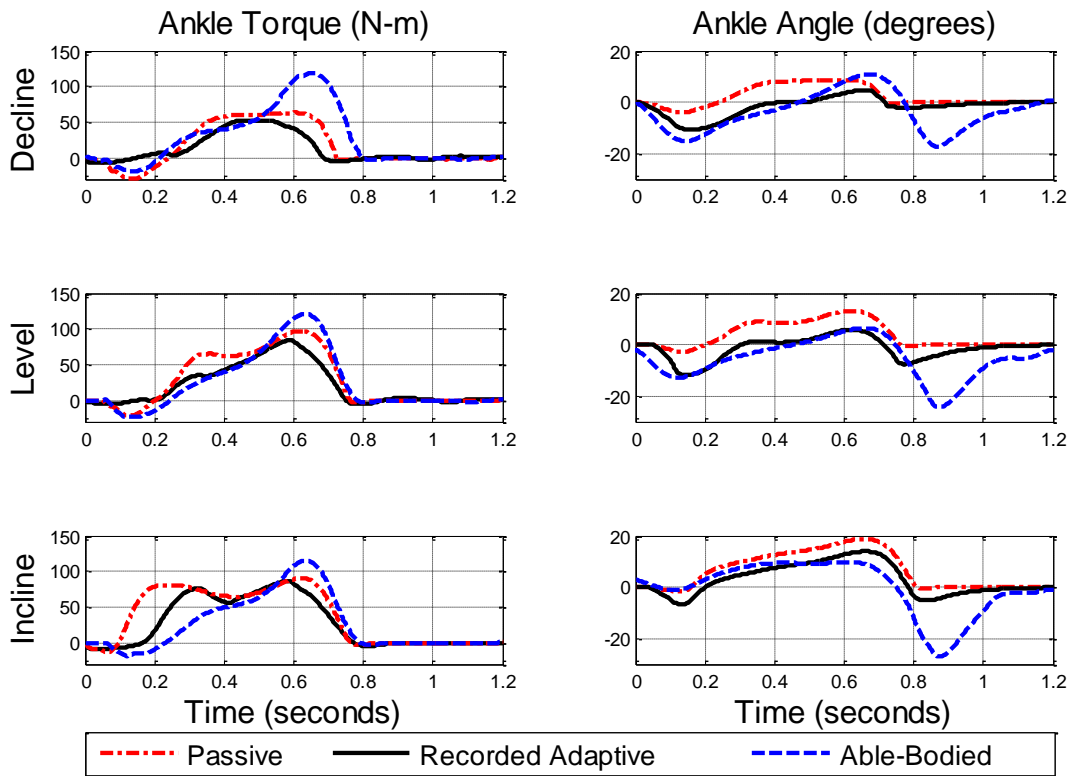 Ankle Torque (N-m)
Ankle Angle (degrees)
Decline
150
100
50
0
0 0.2 0.4 0.6 0.8 1 1.2
20
0
-20
0 0.2 0.4 0.6 0.8 1 1.2
Level
150
100
50
0
0 0.2 0.4 0.6 0.8 1 1.2
20
0
-20
0 0.2 0.4 0.6 0.8 1 1.2
Incline
150
100
50
0
0 0.2 0.4 0.6 0.8 1 1.2
20
0
-20
0 0.2 0.4 0.6 0.8 1 1.2
Time (seconds)
Time (seconds)
Passive Recorded Adaptive Able-Bodied